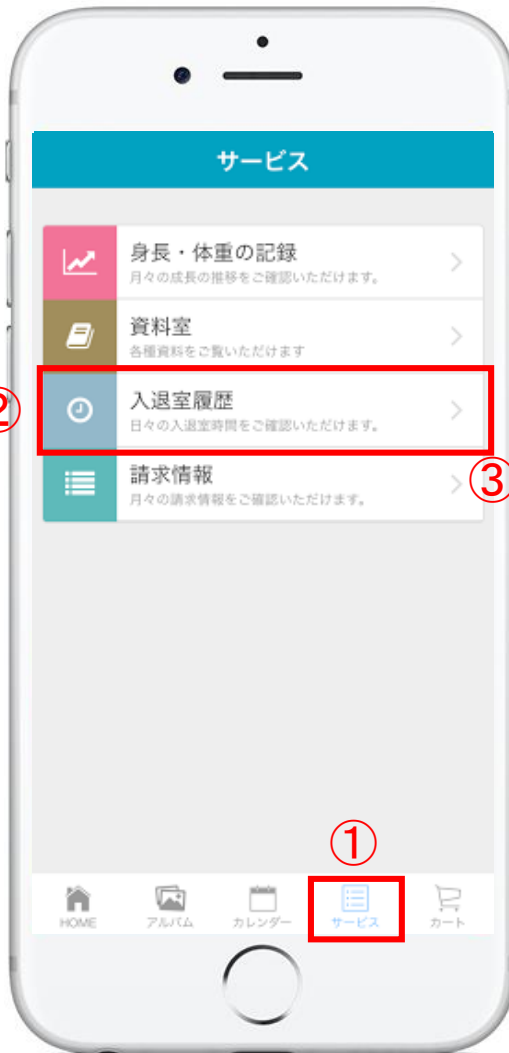 サービス
身長・体重の記録
月々の成長の推移をご確認いただけます。
資料室
各種資料をご覧いただけます
②
入退室履歴
日々の入退室時間をご確認いただけます。
請求情報
月々の請求情報をご確認いただけます。
③
①
HOME
アルバム
カレンダー
サービス
カート